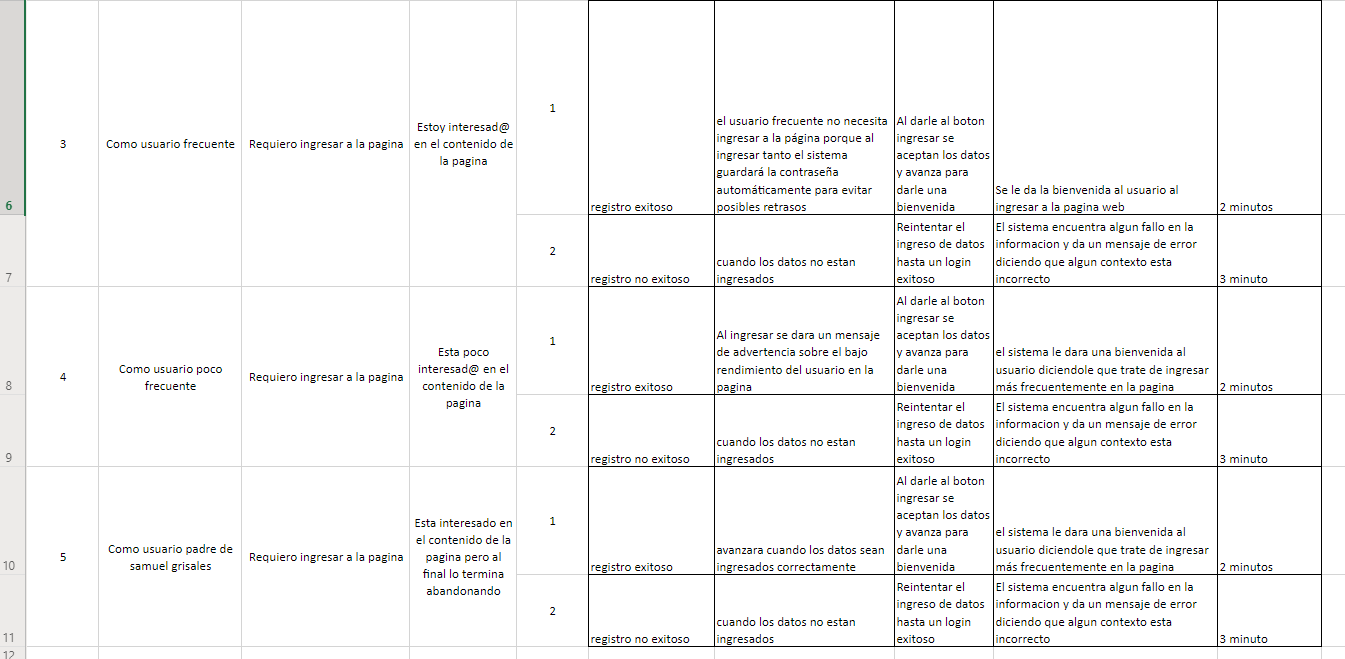 6
3
Como usuario frecuente
Requiero ingresar a la pagina
Estoy interesad@
en el contenido de
la pagina
1
registro exitoso
el usuario frecuente no necesita
ingresar a la página porque al
ingresar tanto el sistema
guardará la contraseña
automáticamente para evitar
posibles retrasos
Al darle al boton
ingresar se
aceptan los datos
y avanza para
darle una
bienvenida
Se le da la bienvenida al usuario al
ingresar a la pagina web
2 minutos
7
2
registro no exitoso
cuando los datos no estan
ingresados
Reintentar el
ingreso de datos
hasta un login
exitoso
El sistema encuentra algun fallo en la
informacion y da un mensaje de error
diciendo que algun contexto esta
incorrecto
3 minuto
8
4
Como usuario poco
frecuente
Requiero ingresar a la pagina
Esta poco
interesad@ en el
contenido de la
pagina
1
registro exitoso
Al ingresar se dara un mensaje
de advertencia sobre el bajo
rendimiento del usuario en la
pagina
Al darle al boton
ingresar se
aceptan los datos
y avanza para
darle una
bienvenida
el sistema le dara una bienvenida al
usuario diciendole que trate de ingresar
más frecuentemente en la pagina
2 minutos
9
2
registro no exitoso
cuando los datos no estan
ingresados
Reintentar el
ingreso de datos
hasta un login
exitoso
El sistema encuentra algun fallo en la
informacion y da un mensaje de error
diciendo que algun contexto esta
incorrecto
3 minuto
10
5
Como usuario padre de
samuel grisales
Requiero ingresar a la pagina
Esta interesado en
el contenido de la
pagina pero al
final lo termina
abandonando
1
registro exitoso
avanzara cuando los datos sean
ingresados correctamente
Al darle al boton
ingresar se
aceptan los datos
y avanza para
darle una
bienvenida
el sistema le dara una bienvenida al
usuario diciendole que trate de ingresar
más frecuentemente en la pagina
2 minutos
11
2
registro no exitoso
cuando los datos no estan
ingresados
Reintentar el
ingreso de datos
hasta un login
exitoso
El sistema encuentra algun fallo en la
informacion y da un mensaje de error
diciendo que algun contexto esta
incorrecto
3 minuto
12